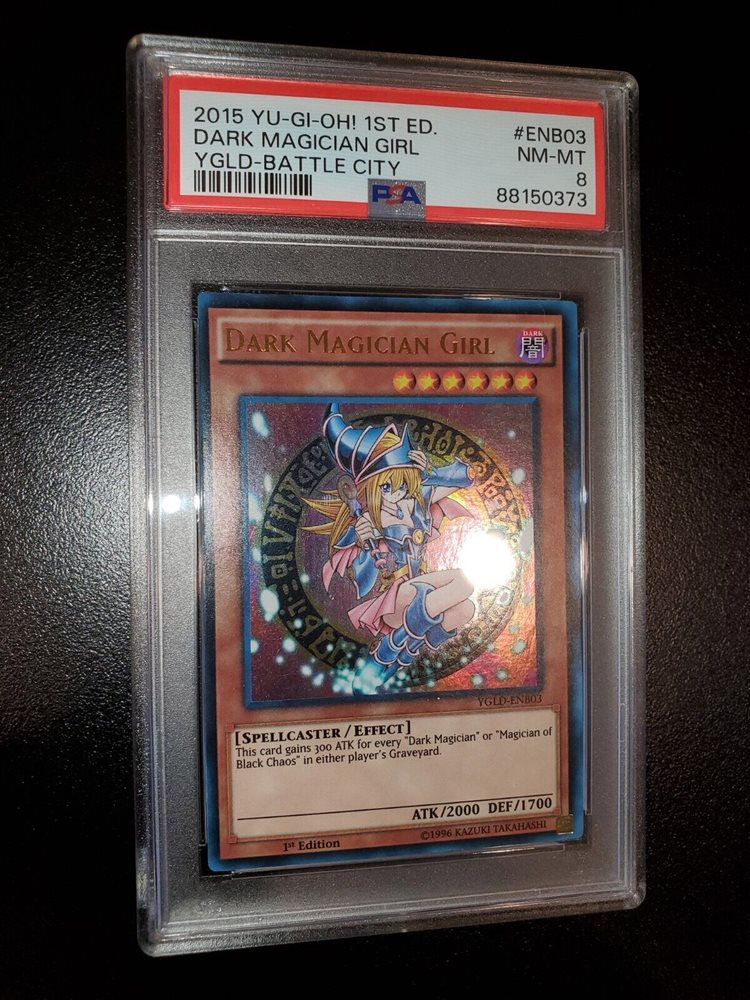 2015 YU-GI-OH! 1ST ED.
#ENB03
DARK MAGICIAN GIRL
NM-MT
YGLD-BATTLE CITY
8
PSA
88150373
DARK MAGICIAN GIRL
DARK
闇
YGLD-ENB03
[SPELLCASTER / EFFECT]
This card gains 300 ATK for every "Dark Magician" or "Magician of
Black Chaos" in either player's Graveyard.
ATK/2000 DEF/1700
1st Edition
©1996 KAZUKI TAKAHASHI